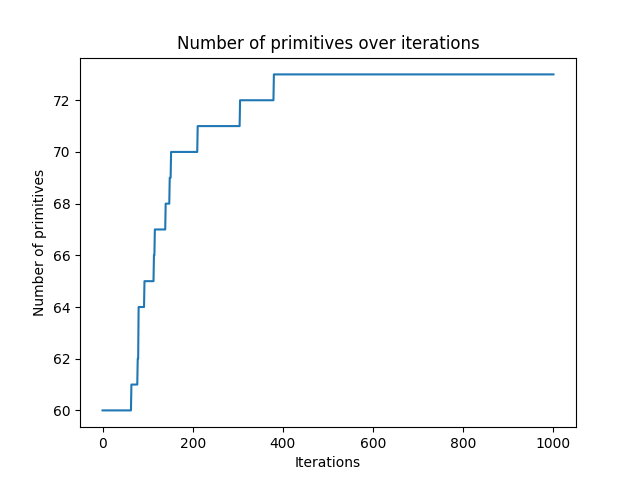 Number of primitives over iterations
Number of primitives
72
70
68
66
64
62
60
0 200 400 600 800 1000
Iterations